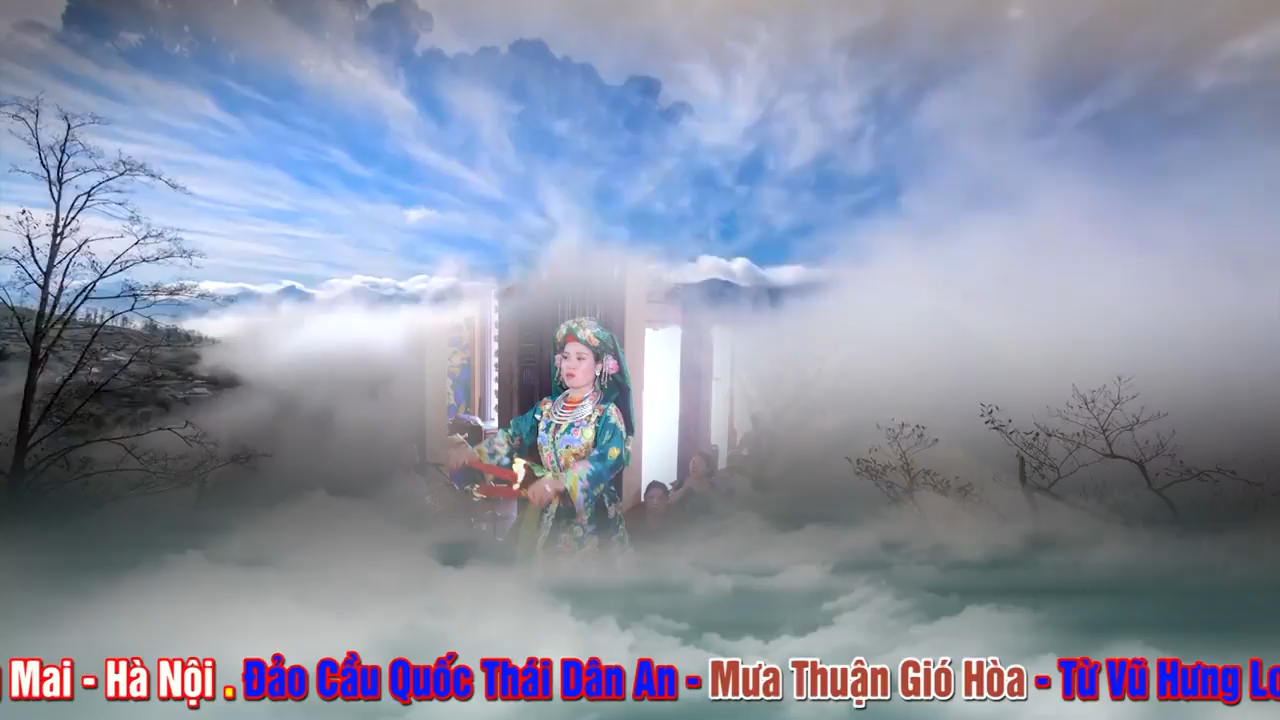 Mai - Hà Nội . Đảo Cầu Quốc Thái Dân An - Mưa Thuận Gió Hòa - Từ Vũ Hưng